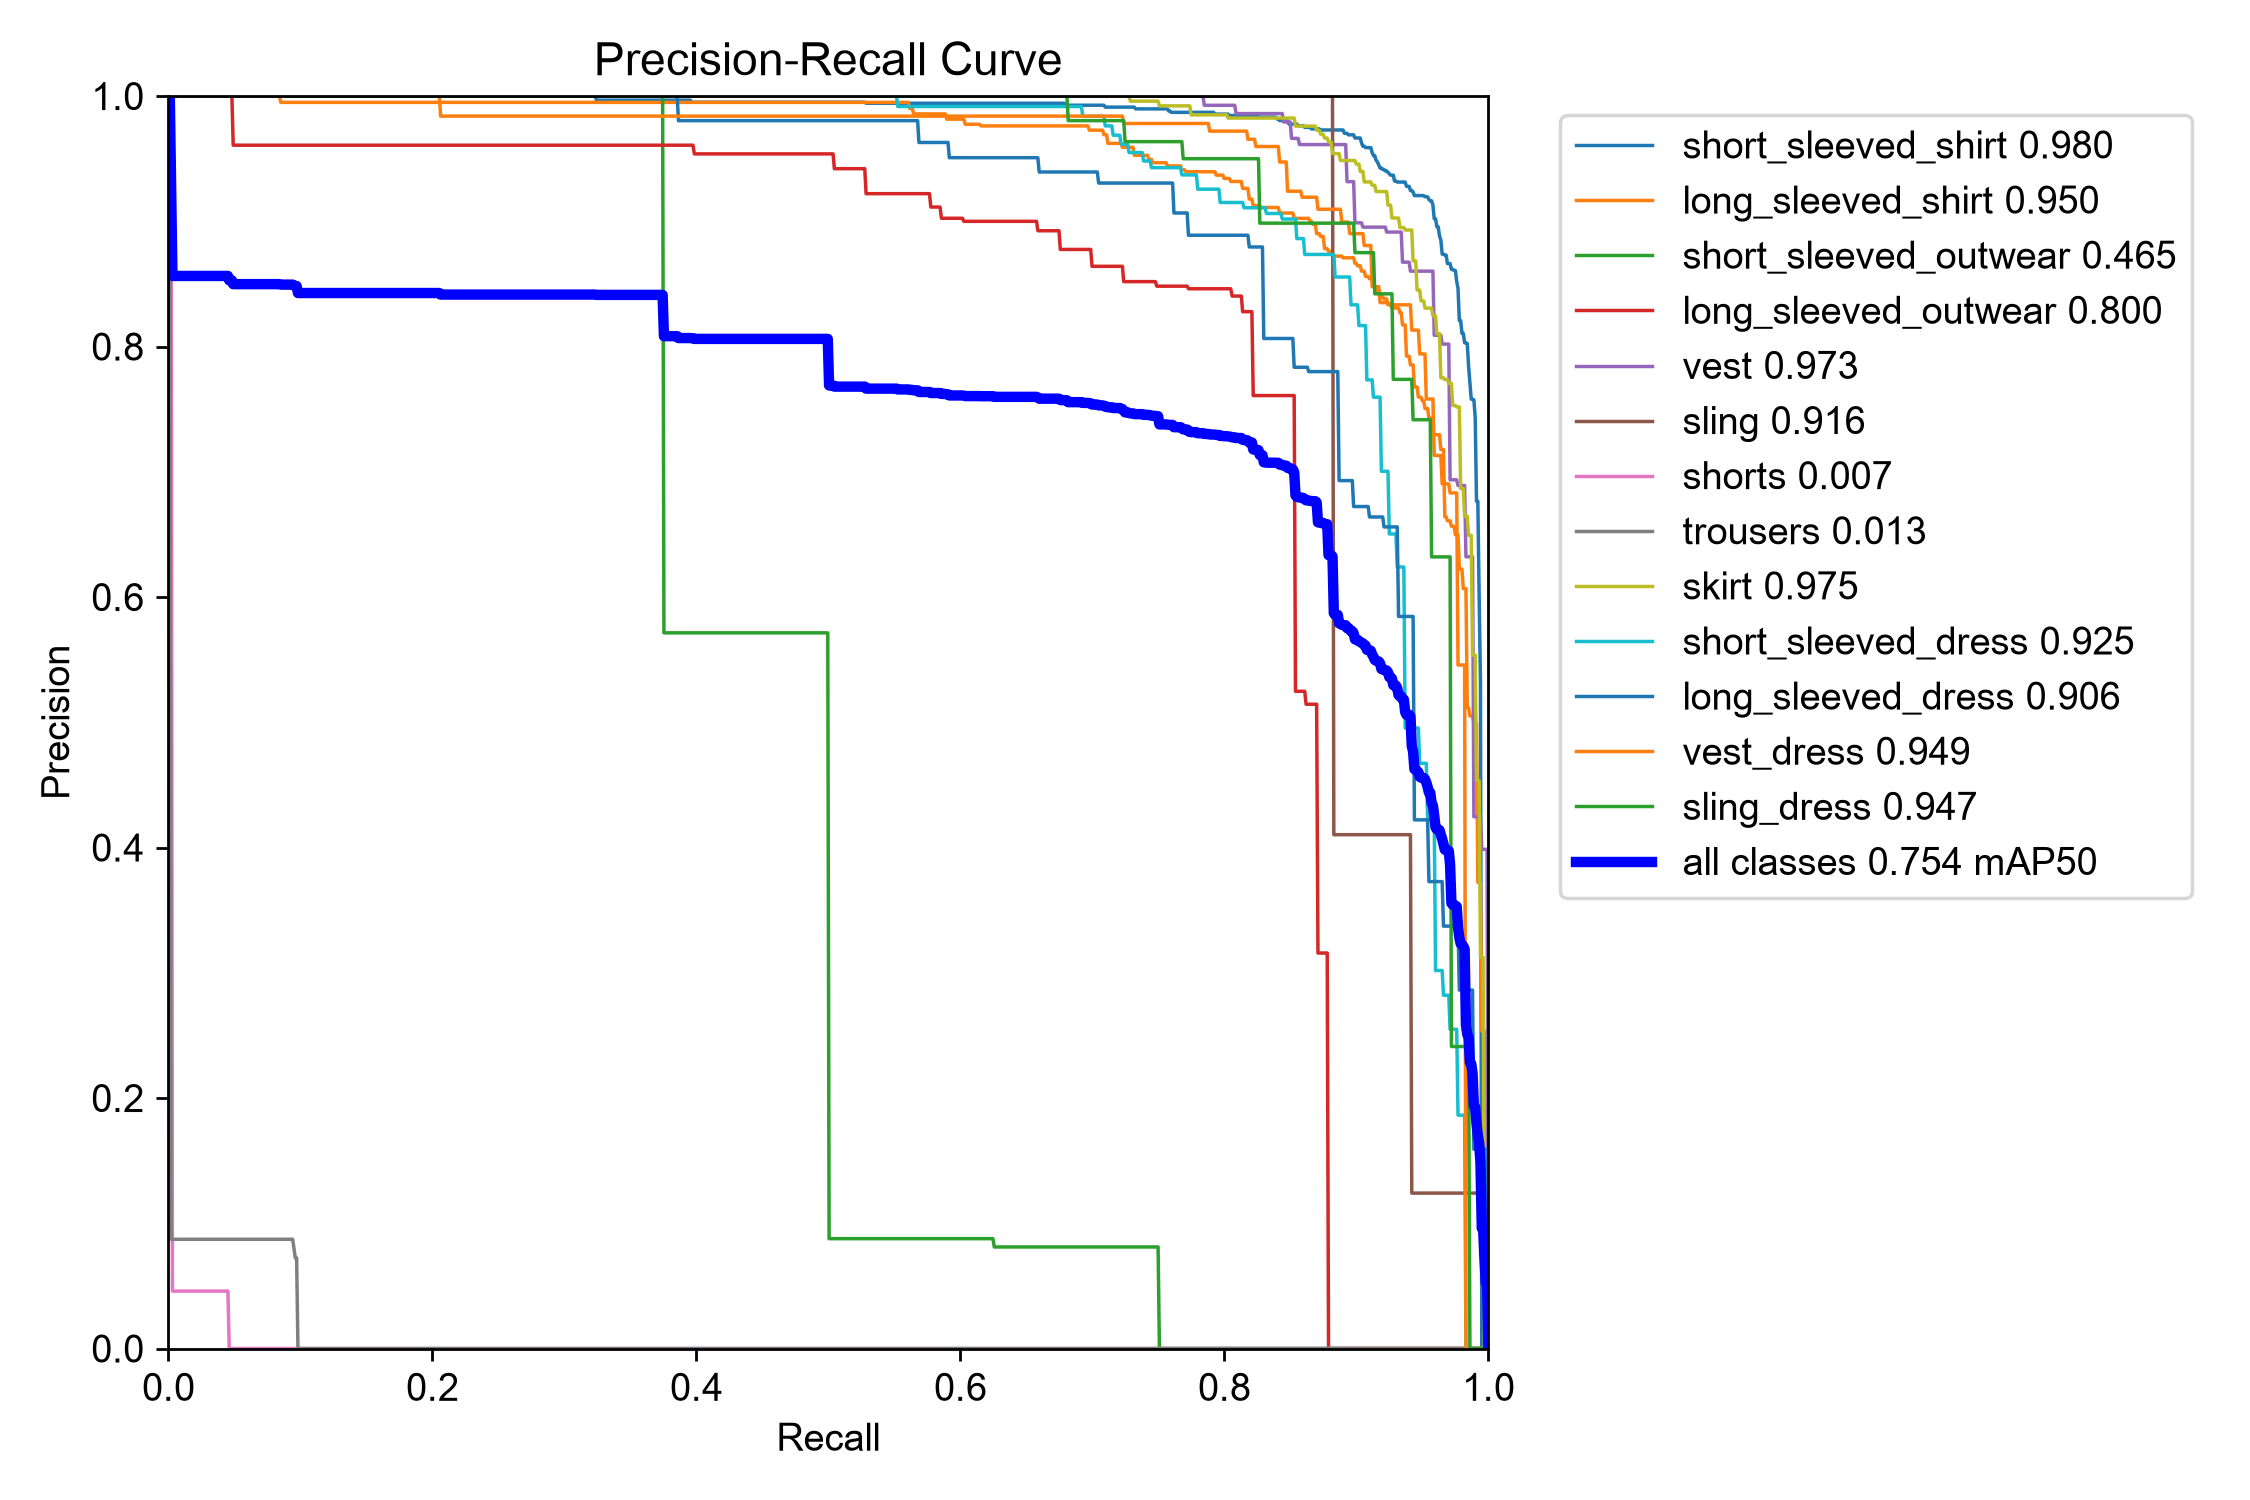 Precision-Recall Curve
1.0
0.8
0.6
0.4
0.2
0.0
Precision
0.0 0.2 0.4 0.6 0.8 1.0
Recall
short_sleeved_shirt 0.980
long_sleeved_shirt 0.950
short_sleeved_outwear 0.465
long_sleeved_outwear 0.800
vest 0.973
sling 0.916
shorts 0.007
trousers 0.013
skirt 0.975
short_sleeved_dress 0.925
long_sleeved_dress 0.906
vest_dress 0.949
sling_dress 0.947
all classes 0.754 mAP50